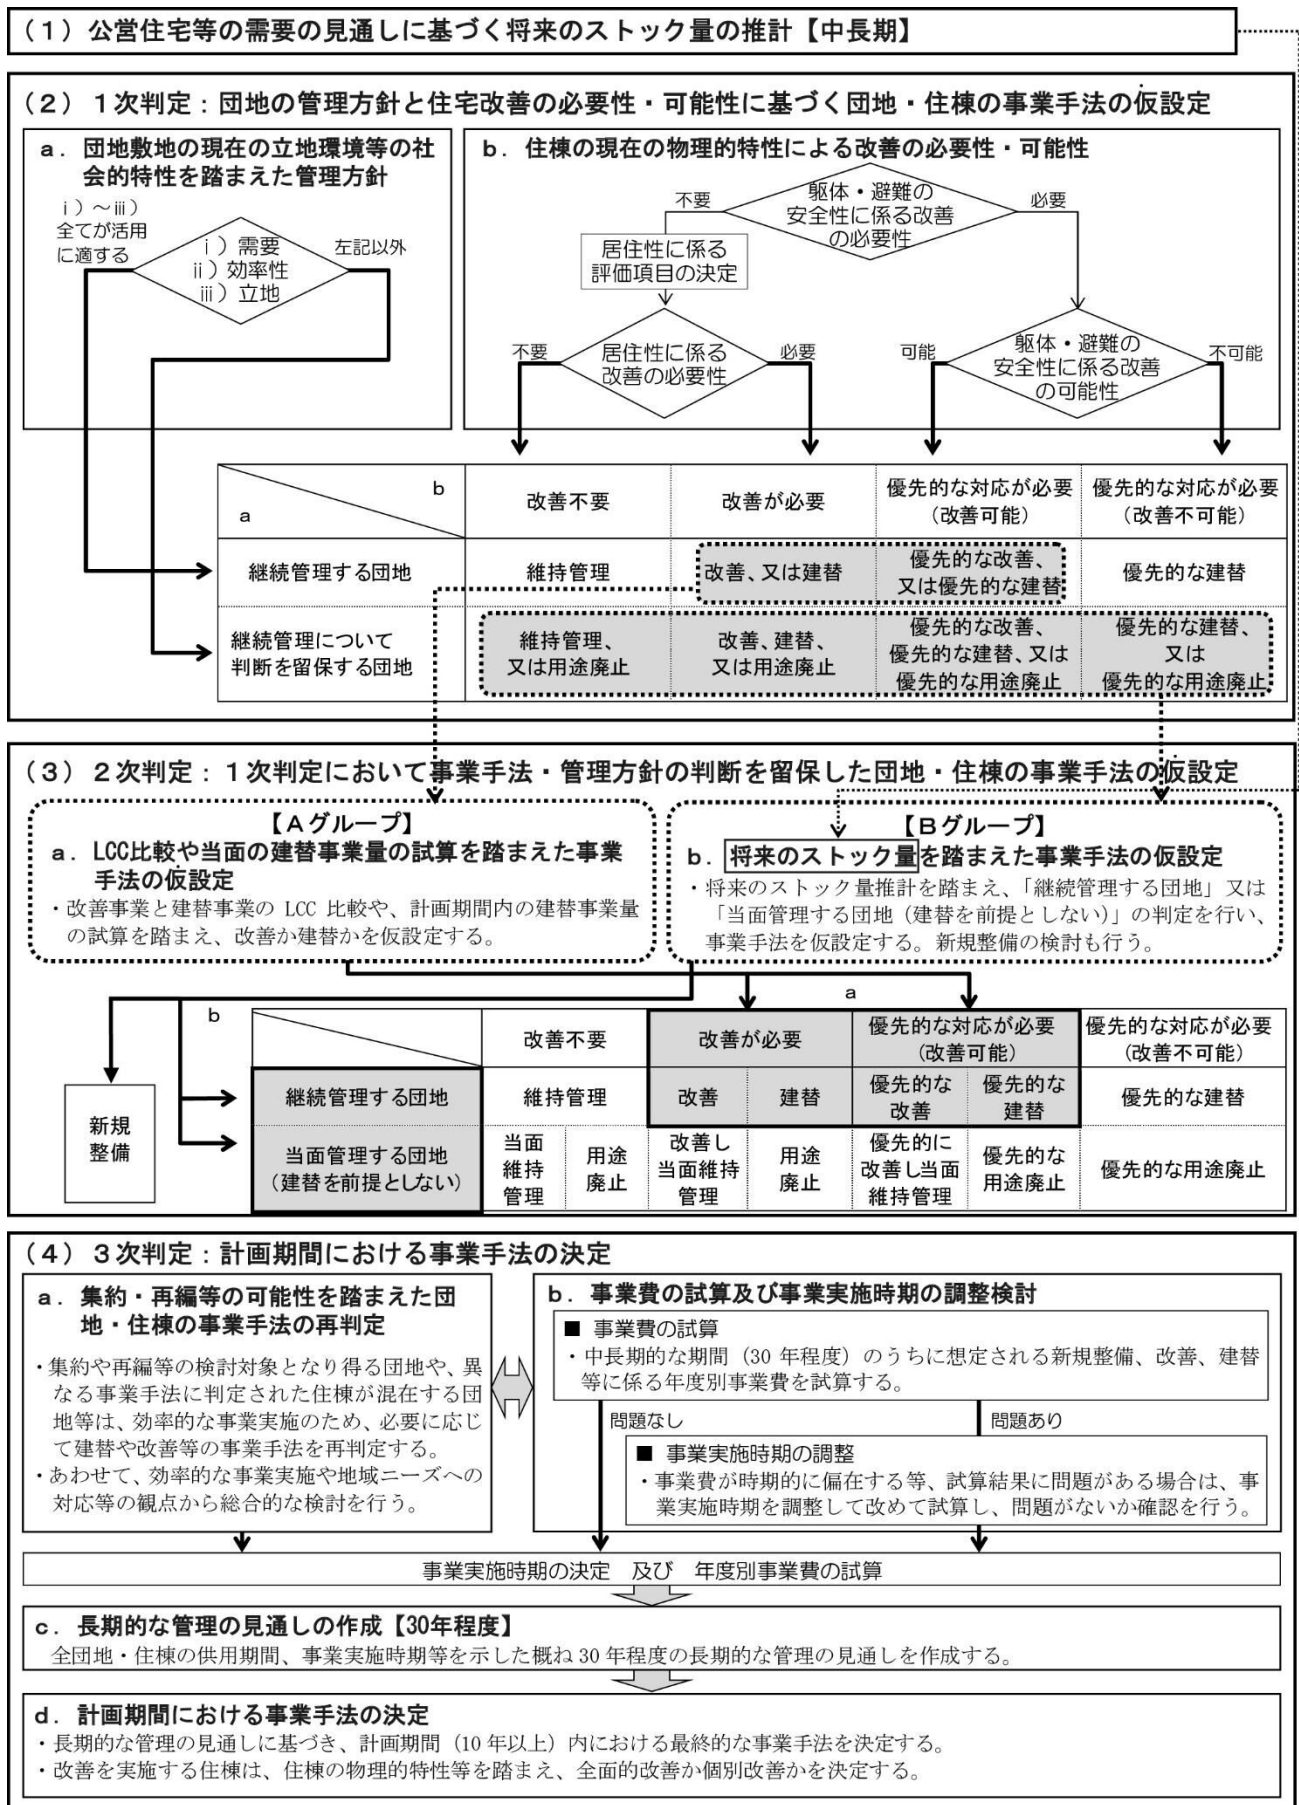 (1) 公営住宅等の需要の見通しに基づく将来のストック量の推計【中長期】
(2) 1次判定:団地の管理方針と住宅改善の必要性・可能性に基づく団地・住棟の事業手法の仮設定
a. 団地敷地の現在の立地環境等の社
会的特性を踏まえた管理方針
ⅰ)~ⅲ)
全てが活用
に適する
ⅰ)需要
ⅱ)効率性
ⅲ)立地
左記以外
b. 住棟の現在の物理的特性による改善の必要性・可能性
不要
躯体・避難の
安全性に係る改善
の必要性
必要
居住性に係る
評価項目の決定
不要
居住性に係る
改善の必要性
必要
可能
躯体・避難の
安全性に係る改善
の可能性
不可能
b
a
改善不要
改善が必要
優先的な対応が必要
(改善可能)
優先的な対応が必要
(改善不可能)
継続管理する団地
維持管理
改善、又は建替
優先的な改善、
又は優先的な建替
優先的な建替
継続管理について
判断を留保する団地
維持管理、
又は用途廃止
改善、建替、
又は用途廃止
優先的な改善、
優先的な建替、又は
優先的な用途廃止
優先的な建替、
又は
優先的な用途廃止
(3) 2次判定:1次判定において事業手法・管理方針の判断を留保した団地・住棟の事業手法の仮設定
【Aグループ】
a. LCC比較や当面の建替事業量の試算を踏まえた事業
手法の仮設定
・改善事業と建替事業の LCC 比較や、計画期間内の建替事業量
の試算を踏まえ、改善か建替かを仮設定する。
【Bグループ】
b. 将来のストック量を踏まえた事業手法の仮設定
・将来のストック量推計を踏まえ、「継続管理する団地」又は
「当面管理する団地(建替を前提としない)」の判定を行い、
事業手法を仮設定する。新規整備の検討も行う。
a
b
改善不要
改善が必要
優先的な対応が必要
(改善可能)
優先的な対応が必要
(改善不可能)
新規
整備
継続管理する団地
維持管理
改善
建替
優先的な
改善
優先的な
建替
優先的な建替
当面管理する団地
(建替を前提としない)
当面
維持
管理
用途
廃止
改善し
当面維持
管理
用途
廃止
優先的に
改善し当面
維持管理
優先的な
用途廃止
優先的な用途廃止
(4) 3次判定:計画期間における事業手法の決定
a. 集約・再編等の可能性を踏まえた団
地・住棟の事業手法の再判定
・集約や再編等の検討対象となり得る団地や、異
なる事業手法に判定された住棟が混在する団
地等は、効率的な事業実施のため、必要に応じ
て建替や改善等の事業手法を再判定する。
・あわせて、効率的な事業実施や地域ニーズへの
対応等の観点から総合的な検討を行う。
b. 事業費の試算及び事業実施時期の調整検討
■ 事業費の試算
・中長期的な期間(30 年程度)のうちに想定される新規整備、改善、建替
等に係る年度別事業費を試算する。
問題なし
問題あり
■ 事業実施時期の調整
・事業費が時期的に偏在する等、試算結果に問題がある場合は、事
業実施時期を調整して改めて試算し、問題がないか確認を行う。
事業実施時期の決定 及び 年度別事業費の試算
c. 長期的な管理の見通しの作成【30年程度】
全団地・住棟の供用期間、事業実施時期等を示した概ね 30 年程度の長期的な管理の見通しを作成する。
d. 計画期間における事業手法の決定
・長期的な管理の見通しに基づき、計画期間(10 年以上)内における最終的な事業手法を決定する。
・改善を実施する住棟は、住棟の物理的特性等を踏まえ、全面的改善か個別改善かを決定する。